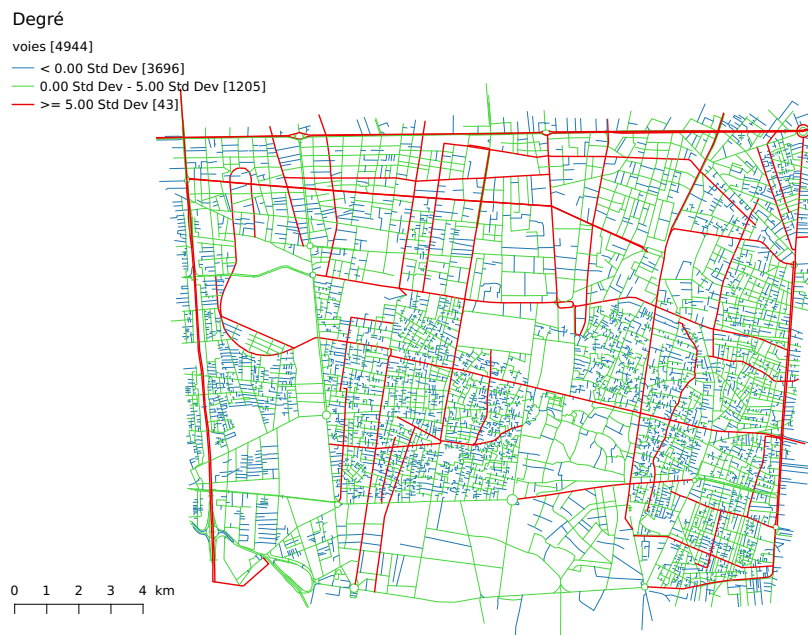 Degré
voies [4944]
< 0.00 Std Dev [3696]
0.00 Std Dev - 5.00 Std Dev [1205]
>= 5.00 Std Dev [43]
0 1 2 3 4 km